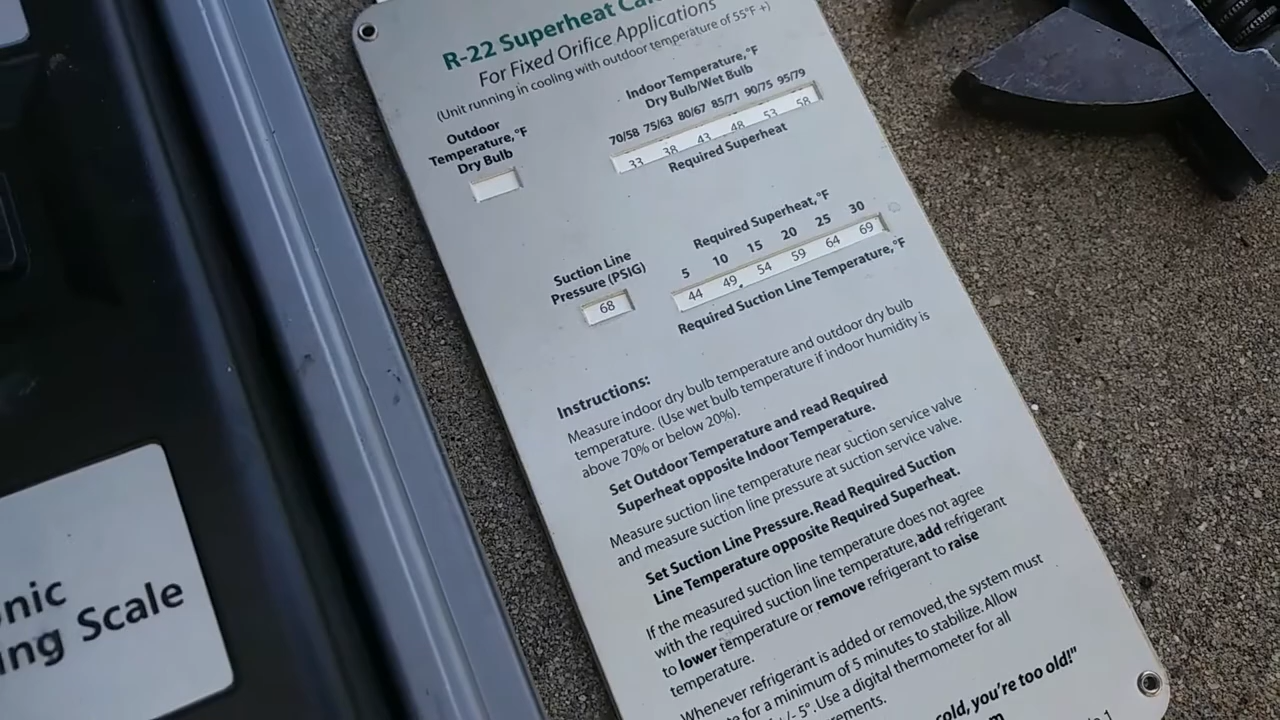 R-22 Superheat
For Fixed Orifice Applications
(Unit running in cooling with outdoor temperature of 55°F +)
Outdoor
Temperature,°F
Dry Bulb
Indoor Temperature,°F
Dry Bulb/Wet Bulb
70/58 75/63 80/67 85/71 90/75 95/79
33 38 43 48 53 58
Required Superheat
Suction Line
Pressure (PSIG)
68
Required Superheat,°F
5 10 15 20 25 30
44 49 54 59 64 69
Required Suction Line Temperature,°F
Instructions:
Measure indoor dry bulb temperature and outdoor dry bulb
temperature. (Use wet bulb temperature if indoor humidity is
above 70% or below 20%).
Set Outdoor Temperature and read Required
Superheat opposite Indoor Temperature.
Measure suction line temperature near suction service valve
and measure suction line pressure at suction service valve.
Set Suction Line Pressure. Read Required Suction
Line Temperature opposite Required Superheat.
If the measured suction line temperature does not agree
with the required suction line temperature, add refrigerant
to lower temperature or remove refrigerant to raise
temperature.
Whenever refrigerant is added or removed, the system must
for a minimum of 5 minutes to stabilize. Allow
/- 5°. Use a digital thermometer for all
cold, you're too old!"
Scale